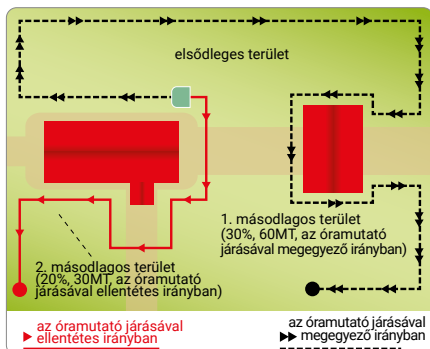 elsődleges terület
1. másodlagos terület
(30%, 60MT, az óramutató
járásával megegyező irányban)
2. másodlagos terület
(20%, 30MT, az óramutató
járásával ellentétes irányban)
az óramutató járásával
ellentétes irányban
az óramutató járásával
megegyező irányban